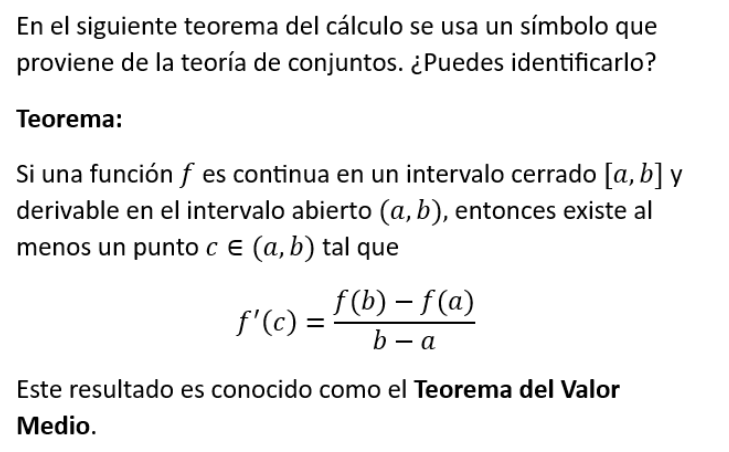 En el siguiente teorema del cálculo se usa un símbolo que
proviene de la teoría de conjuntos. ¿Puedes identificarlo?
Teorema:
Si una función f es continua en un intervalo cerrado [a, b] y
derivable en el intervalo abierto (a, b), entonces existe al
menos un punto c ∈ (a, b) tal que
f′(c) = \frac{f(b) − f(a)}{b − a}
Este resultado es conocido como el Teorema del Valor
Medio.